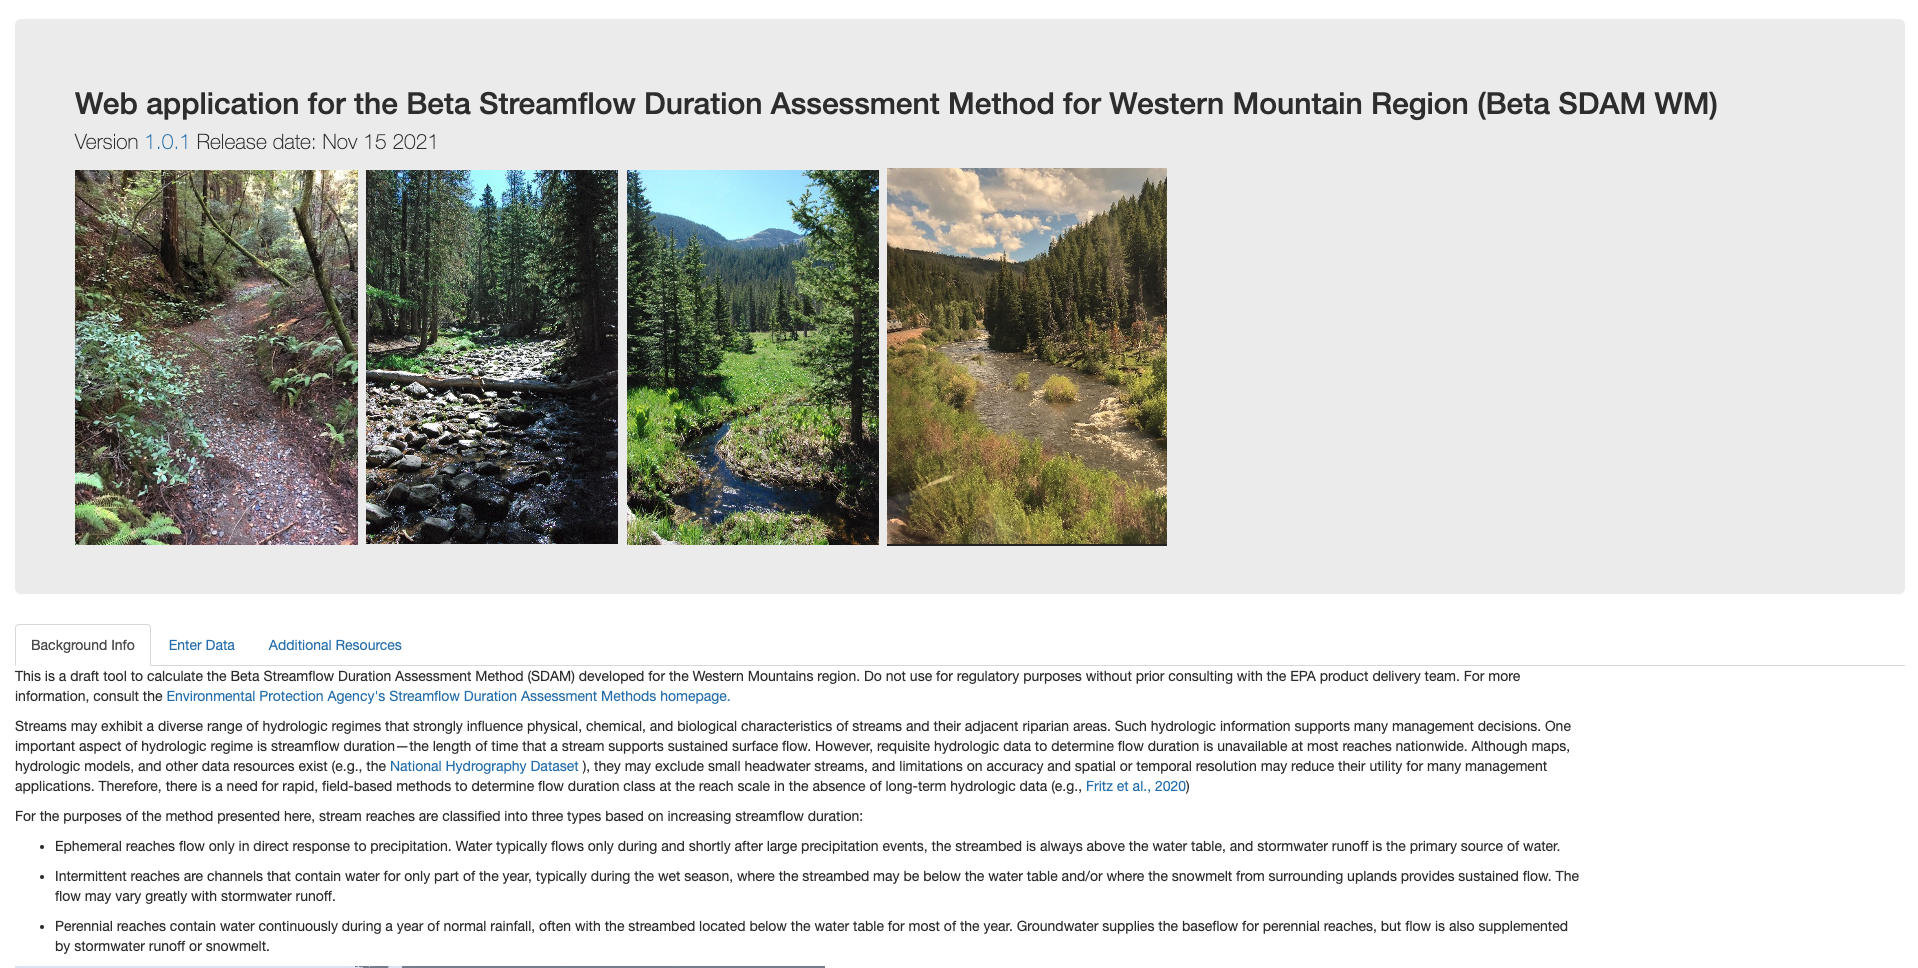 Web application for the Beta Streamflow Duration Assessment Method for Western Mountain Region (Beta SDAM WM)
Version 1.0.1 Release date: Nov 15 2021
Background Info Enter Data Additional Resources
This is a draft tool to calculate the Beta Streamflow Duration Assessment Method (SDAM) developed for the Western Mountains region. Do not use for regulatory purposes without prior consulting with the EPA product delivery team. For more
information, consult the Environmental Protection Agency's Streamflow Duration Assessment Methods homepage.
Streams may exhibit a diverse range of hydrologic regimes that strongly influence physical, chemical, and biological characteristics of streams and their adjacent riparian areas. Such hydrologic information supports many management decisions. One
important aspect of hydrologic regime is streamflow duration—the length of time that a stream supports sustained surface flow. However, requisite hydrologic data to determine flow duration is unavailable at most reaches nationwide. Although maps,
hydrologic models, and other data resources exist (e.g., the National Hydrography Dataset ), they may exclude small headwater streams, and limitations on accuracy and spatial or temporal resolution may reduce their utility for many management
applications. Therefore, there is a need for rapid, field-based methods to determine flow duration class at the reach scale in the absence of long-term hydrologic data (e.g., Fritz et al., 2020)
For the purposes of the method presented here, stream reaches are classified into three types based on increasing streamflow duration:
• Ephemeral reaches flow only in direct response to precipitation. Water typically flows only during and shortly after large precipitation events, the streambed is always above the water table, and stormwater runoff is the primary source of water.
• Intermittent reaches are channels that contain water for only part of the year, typically during the wet season, where the streambed may be below the water table and/or where the snowmelt from surrounding uplands provides sustained flow. The
flow may vary greatly with stormwater runoff.
• Perennial reaches contain water continuously during a year of normal rainfall, often with the streambed located below the water table for most of the year. Groundwater supplies the baseflow for perennial reaches, but flow is also supplemented
by stormwater runoff or snowmelt.